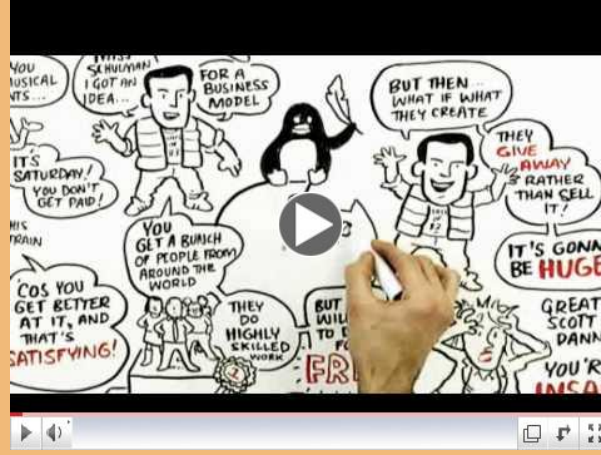 YOU
MUSICAL
SCHULMAN
I GOT AN
IDEA...
FOR A
BUSINESS
MODEL
BUT THEN...
WHAT IF WHAT
THEY CREATE
THEY
GIVE
AWAY
RATHER
THAN SELL
IT!
IT'S
SATURDAY!
YOU DON'T
GET PAID!
YOU
GET A BUNCH
OF PEOPLE FROM
AROUND THE
WORLD
IT'S GONNA
BE HUGE
'COS YOU
GET BETTER
AT IT, AND
THAT'S
SATISFYING!
THEY
DO
HIGHLY
SKILLED
WORK
1
BUT
TO
GREAT
SCOTT
DANN
YOU'R